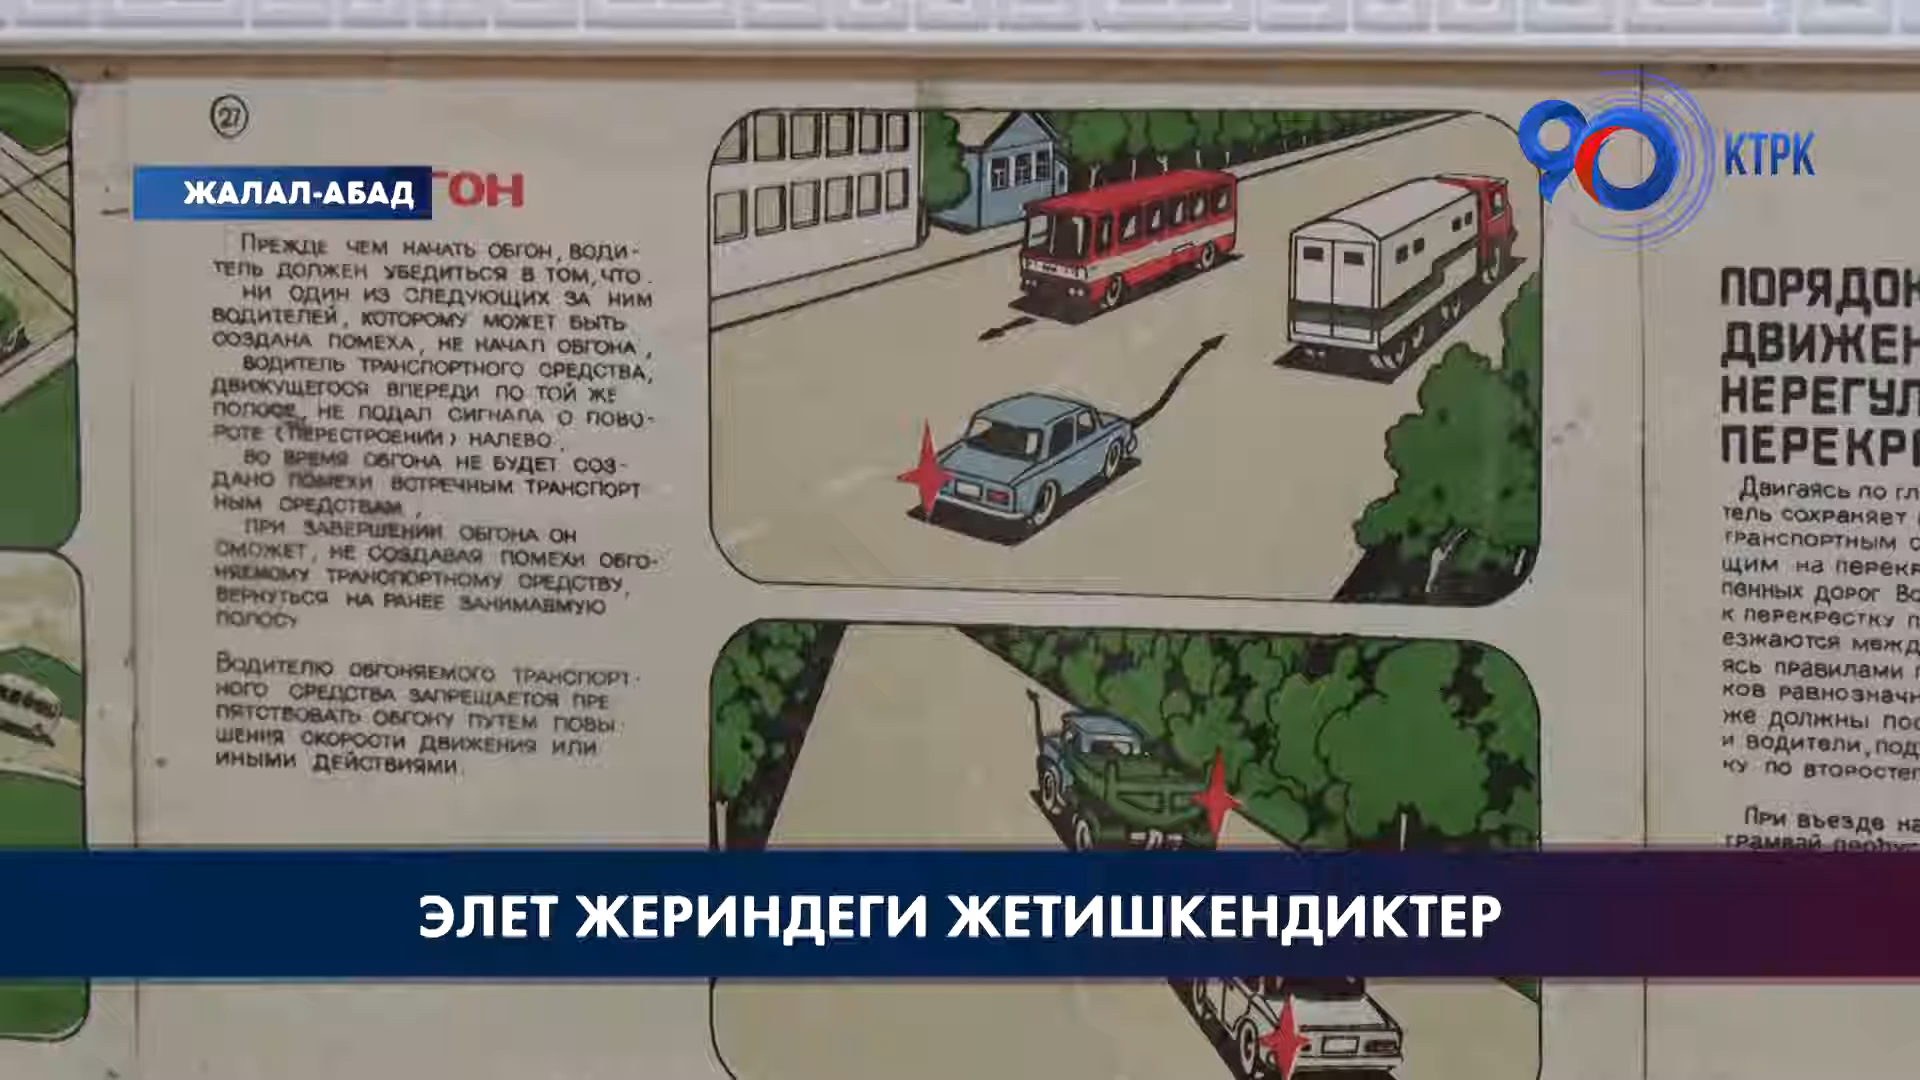 27
ЖАЛАЛ-АБАД
ГОН
90
КТРК
ПРЕЖДЕ ЧЕМ НАЧАТЬ ОБГОН, ВОДИ-
ТЕЛЬ ДОЛЖЕН УБЕДИТЬСЯ В ТОМ, ЧТО
НИ ОДИН ИЗ СЛЕДУЮЩИХ ЗА НИМ
ВОДИТЕЛЕЙ, КОТОРОМУ МОЖЕТ БЫТЬ
СОЗДАНА ПОМЕХА, НЕ НАЧАЛ ОБГОНА,
ВОДИТЕЛЬ ТРАНСПОРТНОГО СРЕДСТВА,
ДВИЖУЩЕГОСЯ ВПЕРЕДИ ПО ТОЙ ЖЕ
ПОЛОСЕ, НЕ ПОДАЛ СИГНАЛА О ПОВО-
РОТЕ (ПЕРЕСТРОЕНИИ) НАЛЕВО,
ВО ВРЕМЯ ОБГОНА НЕ БУДЕТ СОЗ-
ДАНО ПОМЕХИ ВСТРЕЧНЫМ ТРАНСПОРТ
НЫМ СРЕДСТВАМ,
ПРИ ЗАВЕРШЕНИИ ОБГОНА ОН
СМОЖЕТ, НЕ СОЗДАВАЯ ПОМЕХИ ОБГО-
НЯЕМОМУ ТРАНСПОРТНОМУ СРЕДСТВУ,
ВЕРНУТЬСЯ НА РАНЕЕ ЗАНИМАЕМУЮ
ПОЛОСУ
ВОДИТЕЛЮ ОБГОНЯЕМОГО ТРАНСПОРТ-
НОГО СРЕДСТВА ЗАПРЕЩАЕТСЯ ПРЕ
ПЯТСТВОВАТЬ ОБГОНУ ПУТЕМ ПОВЫ-
ШЕНИЯ СКОРОСТИ ДВИЖЕНИЯ ИЛИ
ИНЫМИ ДЕЙСТВИЯМИ.
ПОРЯДОК
ДВИЖЕН
НЕРЕГУЛ
ПЕРЕКР
Двигаясь по гл
тель сохраняет
транспортным с
щим на перекр
пенных дорог Во
к перекрестку п
езжаются межд
ясь правилами
ков равнозначн
же должны пос
и водители, под
ку по второстеп
При въезде на
ЭЛЕТ ЖЕРИНДЕГИ ЖЕТИШКЕНДИКТЕР